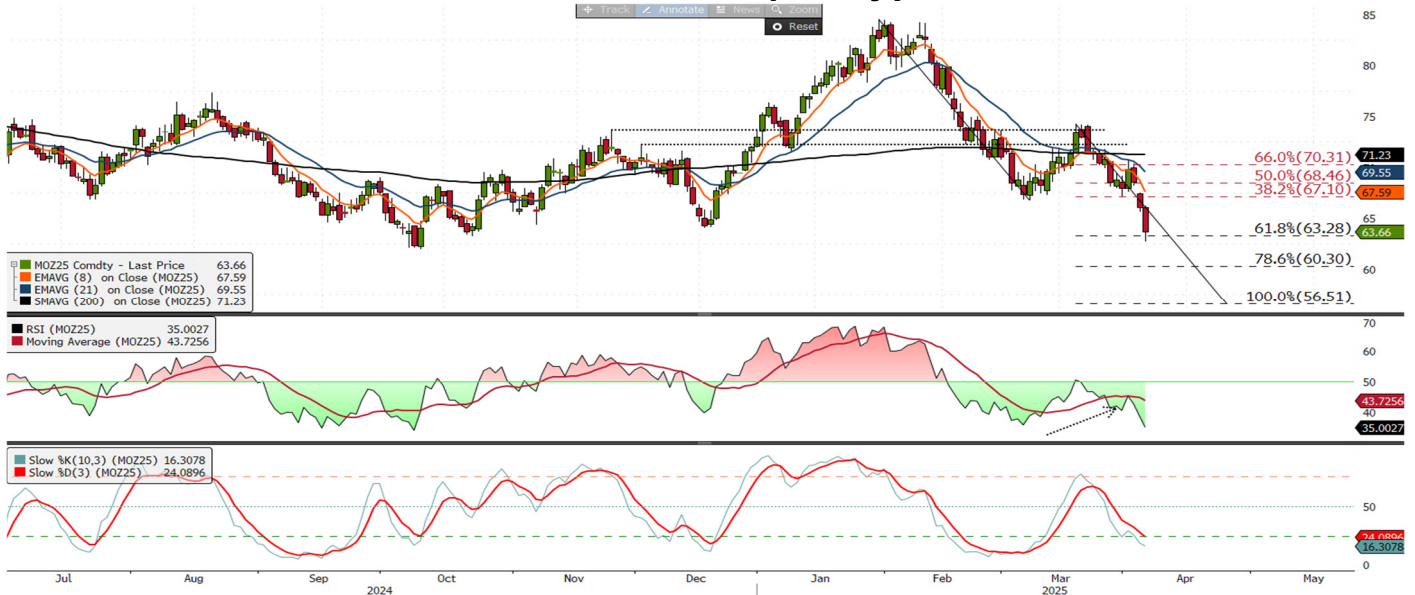 Track Annotate News Zoom
Reset
85
80
75
71.23
69.55
67.59
65
63.66
60
66.0%(70.31)
50.0%(68.46)
38.2%(67.10)
61.8%(63.28)
78.6%(60.30)
100.0%(56.51)
MOZ25 Comdty - Last Price 63.66
EMAVG (8) on Close (MOZ25) 67.59
EMAVG (21) on Close (MOZ25) 69.55
SMAVG (200) on Close (MOZ25) 71.23
RSI (MOZ25) 35.0027
Moving Average (MOZ25) 43.7256
70
60
50
43.7256
40
35.0027
Slow %K(10,3) (MOZ25) 16.3078
Slow %D(3) (MOZ25) 24.0896
50
24.0896
16.3078
0
Jul Aug Sep Oct Nov Dec Jan Feb Mar Apr May
2024 2025